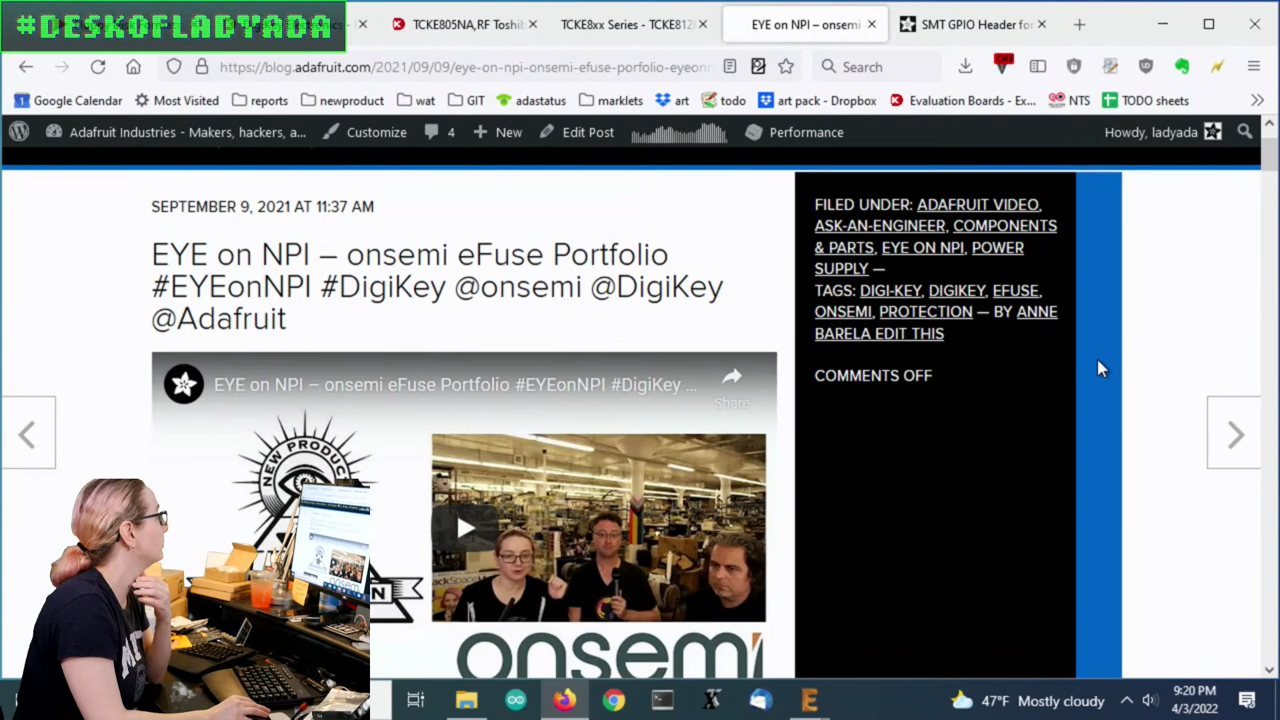 #DESKOFLADYADA
TCKE805NA,RF Toshib
TCKE8xx Series - TCKE812
EYE on NPI – onsemi
SMT GPIO Header for
https://blog.adafruit.com/2021/09/09/eye-on-npi-onsemi-efuse-porfolio-eyeonn
Search
OFF
Google Calendar
Most Visited
reports
newproduct
wat
GIT
adastatus
marklets
art
todo
art pack - Dropbox
Evaluation Boards - Ex...
NTS
TODO sheets
Adafruit Industries - Makers, hackers, a...
Customize
4
New
Edit Post
Performance
Howdy, ladyada
SEPTEMBER 9, 2021 AT 11:37 AM
EYE on NPI – onsemi eFuse Portfolio
#EYEonNPI #DigiKey @onsemi @DigiKey
@Adafruit
EYE on NPI – onsemi eFuse Portfolio #EYEonNPI #DigiKey ...
Share
NEW PRODUC
onsemi
FILED UNDER: ADAFRUIT VIDEO,
ASK-AN-ENGINEER, COMPONENTS
& PARTS, EYE ON NPI, POWER
SUPPLY —
TAGS: DIGI-KEY, DIGIKEY, EFUSE,
ONSEMI, PROTECTION — BY ANNE
BARELA EDIT THIS
COMMENTS OFF
47°F Mostly cloudy
9:20 PM
4/3/2022